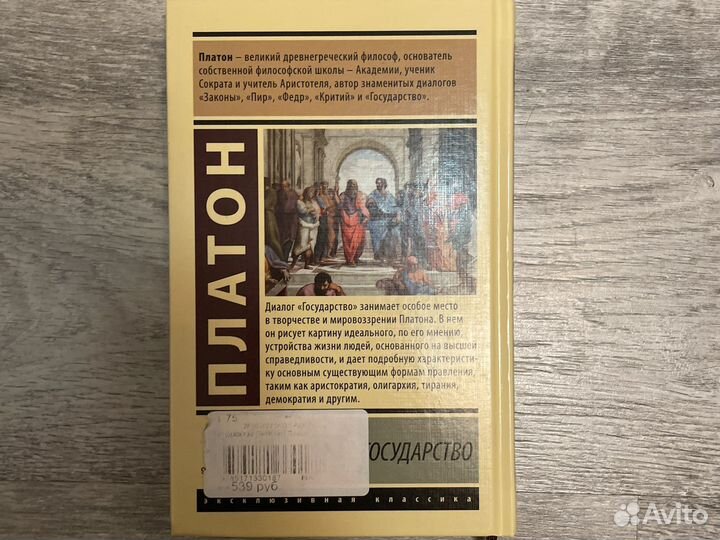 Платон – великий древнегреческий философ, основатель
собственной философской школы – Академии, ученик
Сократа и учитель Аристотеля, автор знаменитых диалогов
«Законы», «Пир», «Федр», «Критий» и «Государство».
ПЛАТОН
Диалог «Государство» занимает особое место
в творчестве и мировоззрении Платона. В нем
он рисует картину идеального, по его мнению,
устройства жизни людей, основанного на высшей
справедливости, и дает подробную характеристи-
ку основным существующим формам правления,
таким как аристократия, олигархия, тирания,
демократия и другим.
75
ГОСУДАРСТВО
539 руб.
эксклюзивная классика
Avito